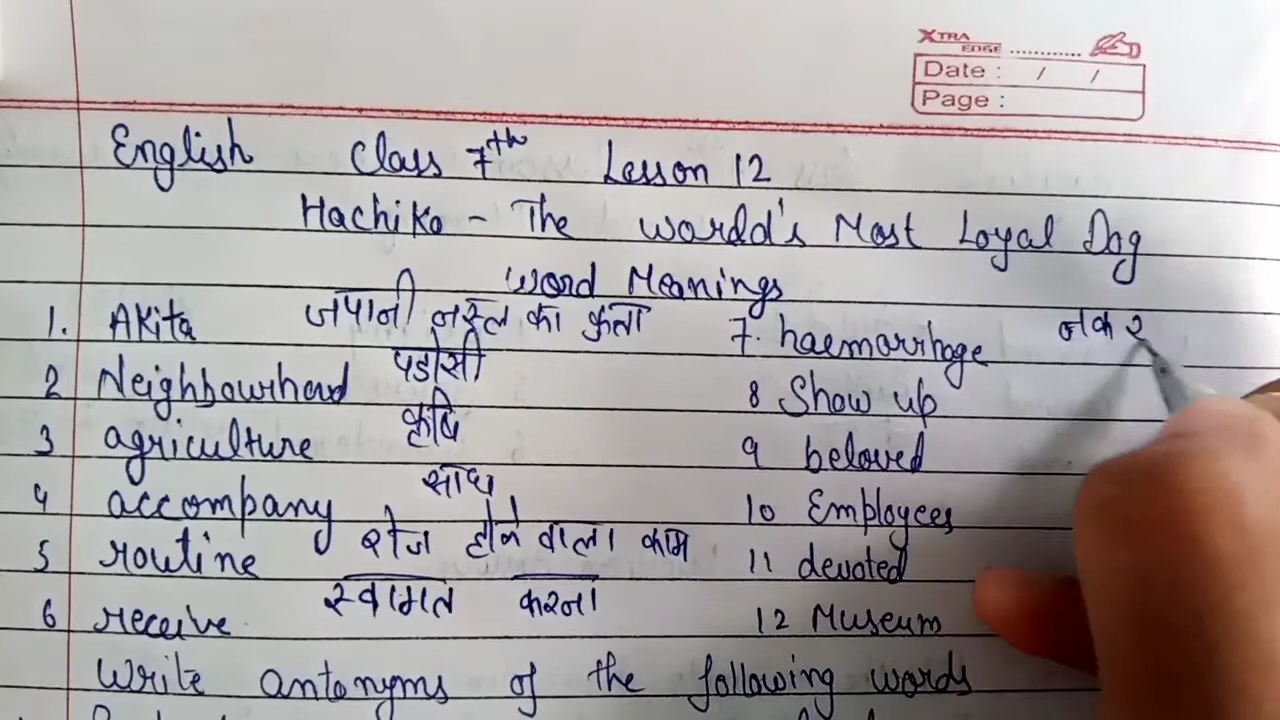 XTRA EDGE ............
Date : / /
Page :
English Class 7th Lesson 12
Hachiko - The Wordd's Most Loyal Dog
Word Meanings
1. Akita जपानी नस्ल का कुत्ता 7. haemorrhage नक र
2 Neighbourhood पडोसी 8 Show up
3 agriculture कृषि 9 beloved
4 accompany साथ 10 Employees
5 routine रोज होने वाला काम 11 devoted
6 receive स्वागत करना 12 Museum
Write antonyms of the following words